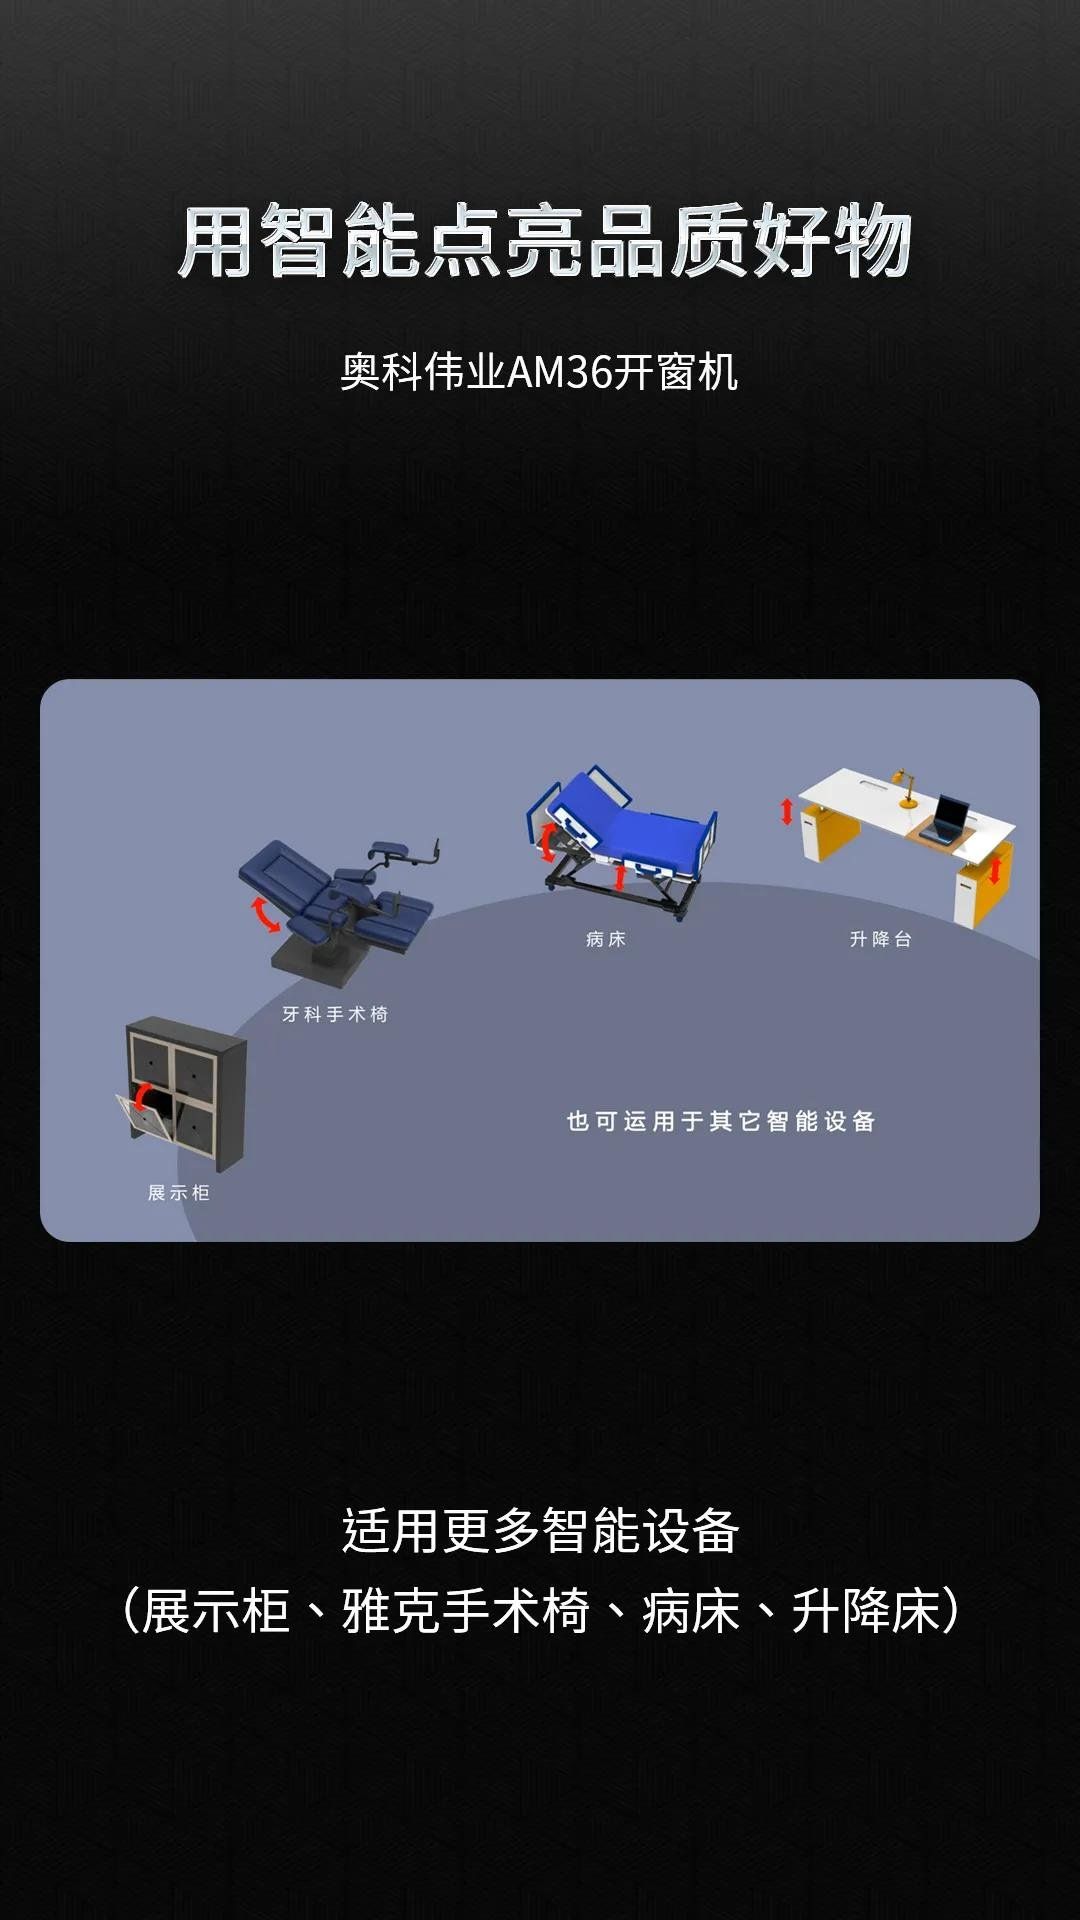 用智能点亮品质好物
奥科伟业AM36开窗机
病床
升降台
牙科手术椅
也可运用于其它智能设备
展示柜
适用更多智能设备
（展示柜、雅克手术椅、病床、升降床）